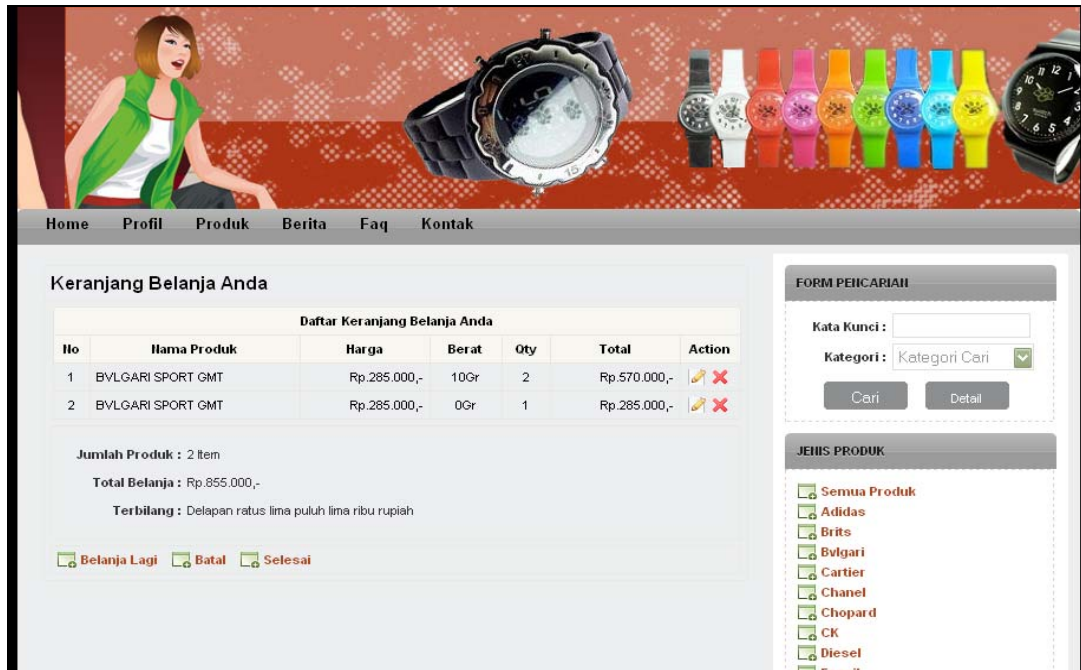 Home Profil Produk Berita Faq Kontak
Keranjang Belanja Anda
Daftar Keranjang Belanja Anda
No Nama Produk Harga Berat Qty Total Action
1 BVLGARI SPORT GMT Rp.285.000,- 10Gr 2 Rp.570.000,-
2 BVLGARI SPORT GMT Rp.285.000,- 0Gr 1 Rp.285.000,-
Jumlah Produk : 2 Item
Total Belanja : Rp.855.000,-
Terbilang : Delapan ratus lima puluh lima ribu rupiah
Belanja Lagi Batal Selesai
FORM PENCARIAN
Kata Kunci :
Kategori : Kategori Cari
Cari Detail
JENIS PRODUK
Semua Produk
Adidas
Brits
Bvlgari
Cartier
Chanel
Chopard
CK
Diesel